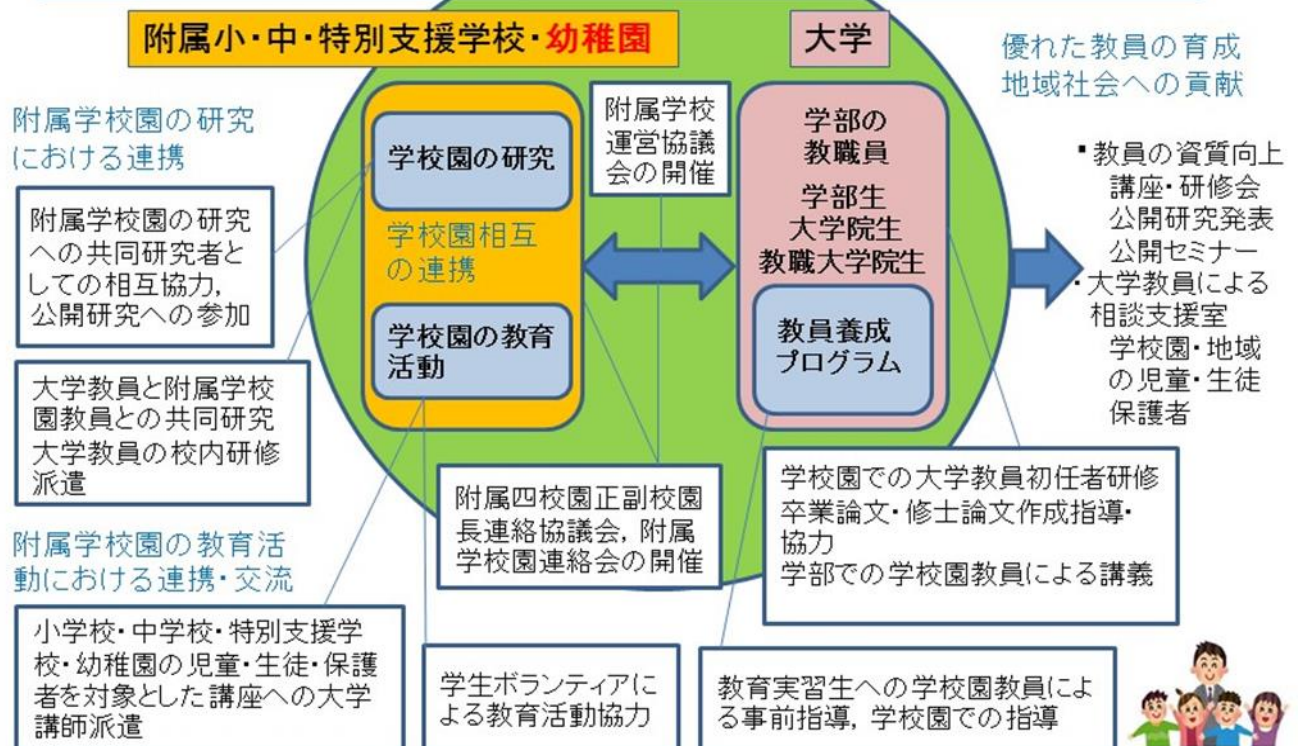 附属小・中・特別支援学校・幼稚園
大学
優れた教員の育成
地域社会への貢献
附属学校園の研究
における連携
附属学校園の研究
への共同研究者と
しての相互協力,
公開研究への参加
大学教員と附属学校
園教員との共同研究
大学教員の校内研修
派遣
学校園の研究
学校園相互
の連携
学校園の教育
活動
附属学校
運営協議
会の開催
学部の
教職員
学部生
大学院生
教職大学院生
教員養成
プログラム
▪教員の資質向上
講座・研修会
公開研究発表
公開セミナー
・大学教員による
相談支援室
学校園・地域
の児童・生徒
保護者
附属四校園正副校園
長連絡協議会, 附属
学校園連絡会の開催
学校園での大学教員初任者研修
卒業論文・修士論文作成指導・
協力
学部での学校園教員による講義
附属学校園の教育活
動における連携・交流
小学校・中学校・特別支援学
校・幼稚園の児童・生徒・保護
者を対象とした講座への大学
講師派遣
学生ボランティアに
よる教育活動協力
教育実習生への学校園教員によ
る事前指導, 学校園での指導